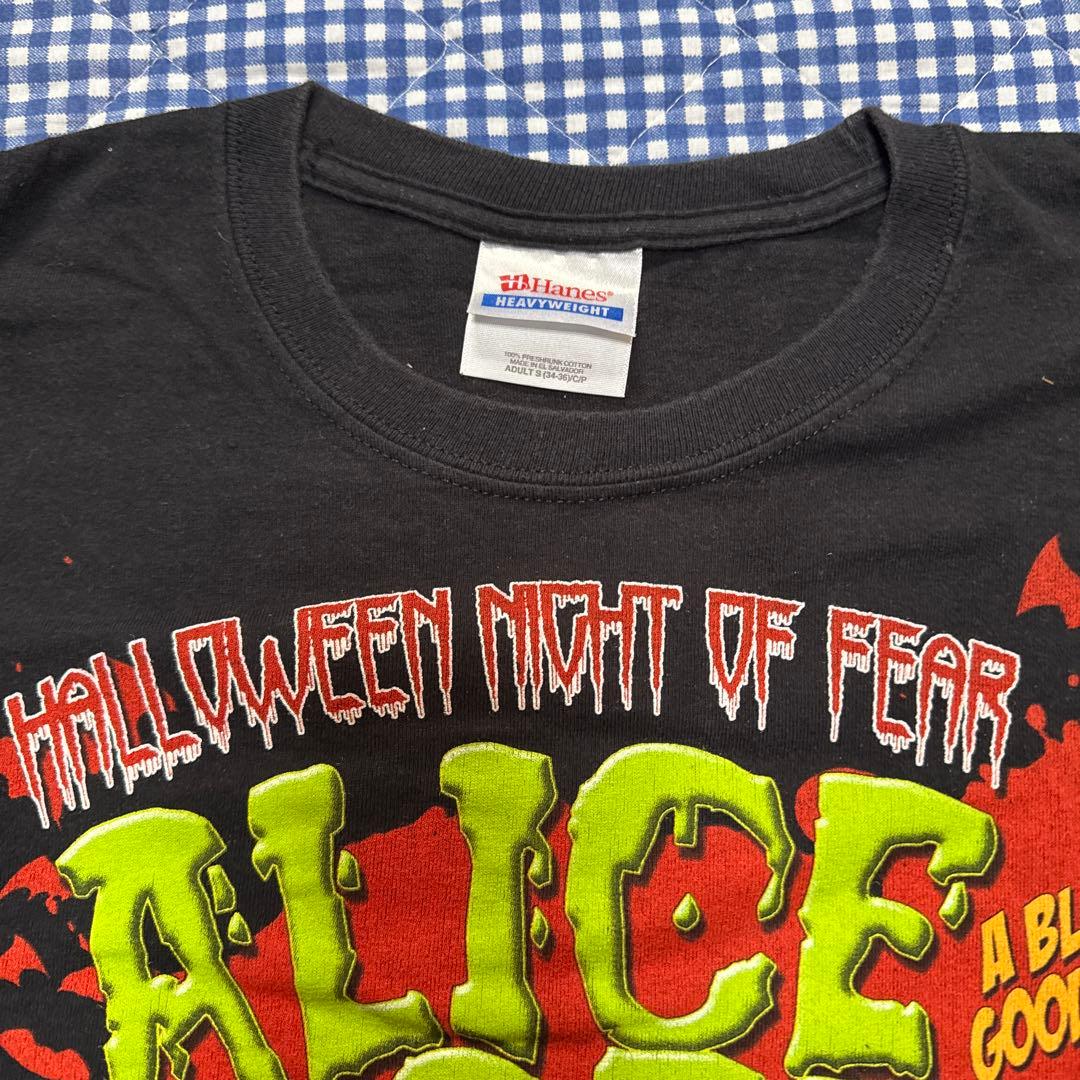 Hanes®
HEAVYWEIGHT
100% PRESHRUNK COTTON
MADE IN EL SALVADOR
ADULT S (34-36)/C/P
HALLOWEEN NIGHT OF FEAR
ALICE
A BL
GOO